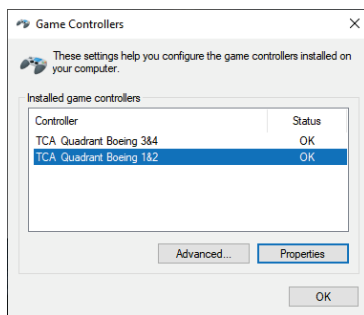 Game Controllers
These settings help you configure the game controllers installed on
your computer.
Installed game controllers
Controller Status
TCA Quadrant Boeing 3&4 OK
TCA Quadrant Boeing 1&2 OK
Advanced... Properties
OK